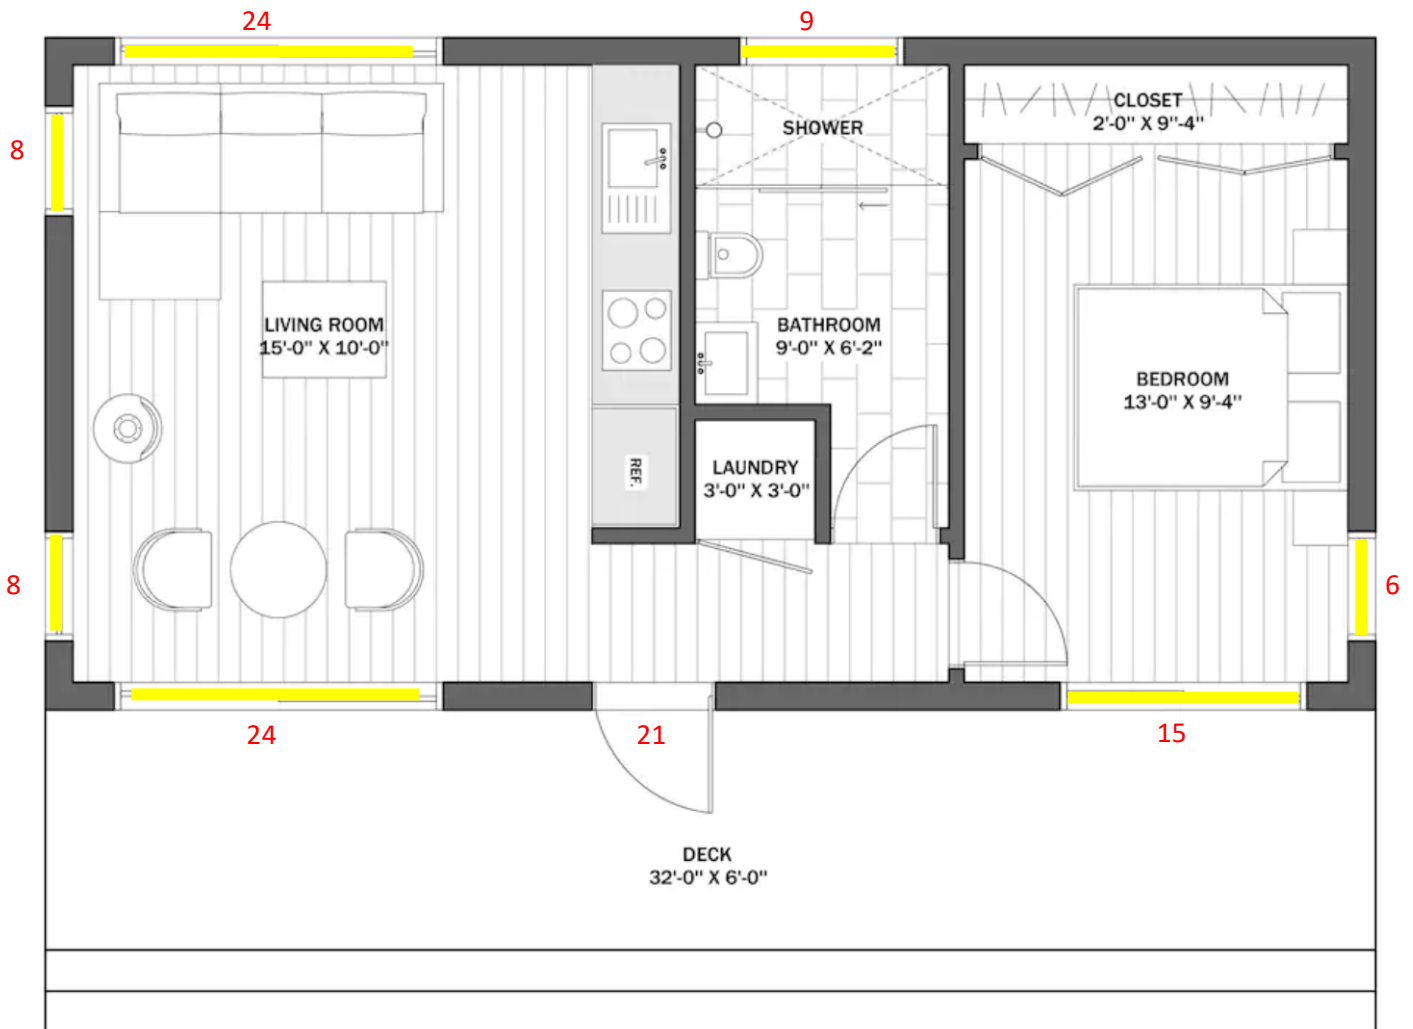 24
9
8
CLOSET
2'-0" X 9"-4"
SHOWER
LIVING ROOM
15'-0" X 10'-0"
BATHROOM
9'-0" X 6'-2"
BEDROOM
13'-0" X 9'-4"
REF.
LAUNDRY
3'-0" X 3'-0"
8
6
24
21
15
DECK
32'-0" X 6'-0"